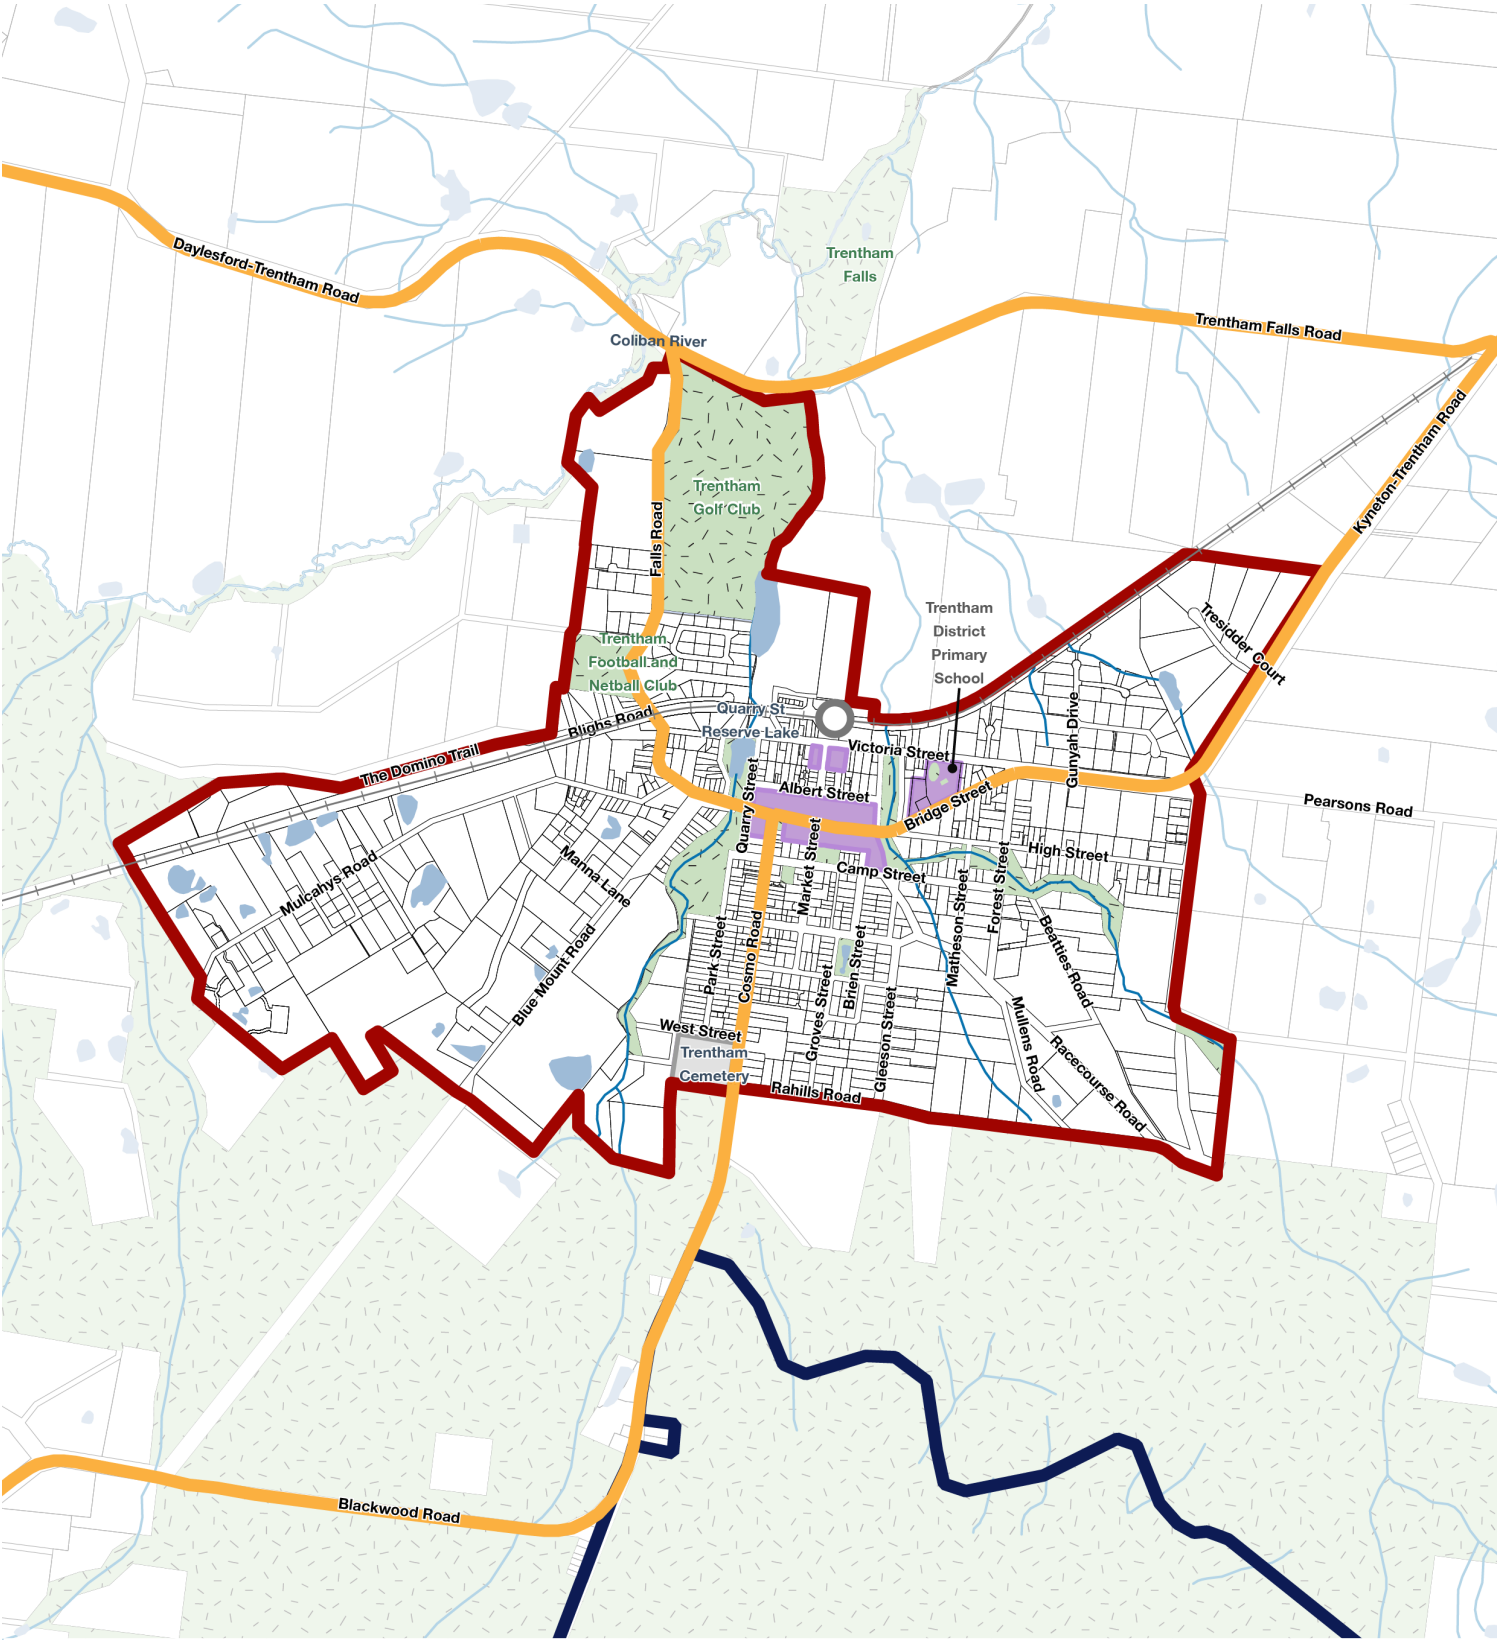 Trentham
Falls
Daylesford-Trentham Road
Trentham Falls Road
Coliban River
Kyneton-Trentham Road
Trentham
Golf Club
Falls Road
Trentham
District
Primary
School
Tresidder Court
Trentham
Football and
Netball Club
Blighs Road
Quarry St
Reserve Lake
Gunyah Drive
The Domino Trail
Victoria Street
Albert Street
Quarry Street
Bridge Street
Pearsons Road
Market Street
High Street
Mulcahys Road
Manna Lane
Camp Street
Forest Street
Matheson Street
Park Street
Cosmo Road
Brien Street
Beatties Road
Blue Mount Road
Groves Street
Gleeson Street
West Street
Mullens Road
Racecourse Road
Trentham
Cemetery
Rahills Road
Blackwood Road